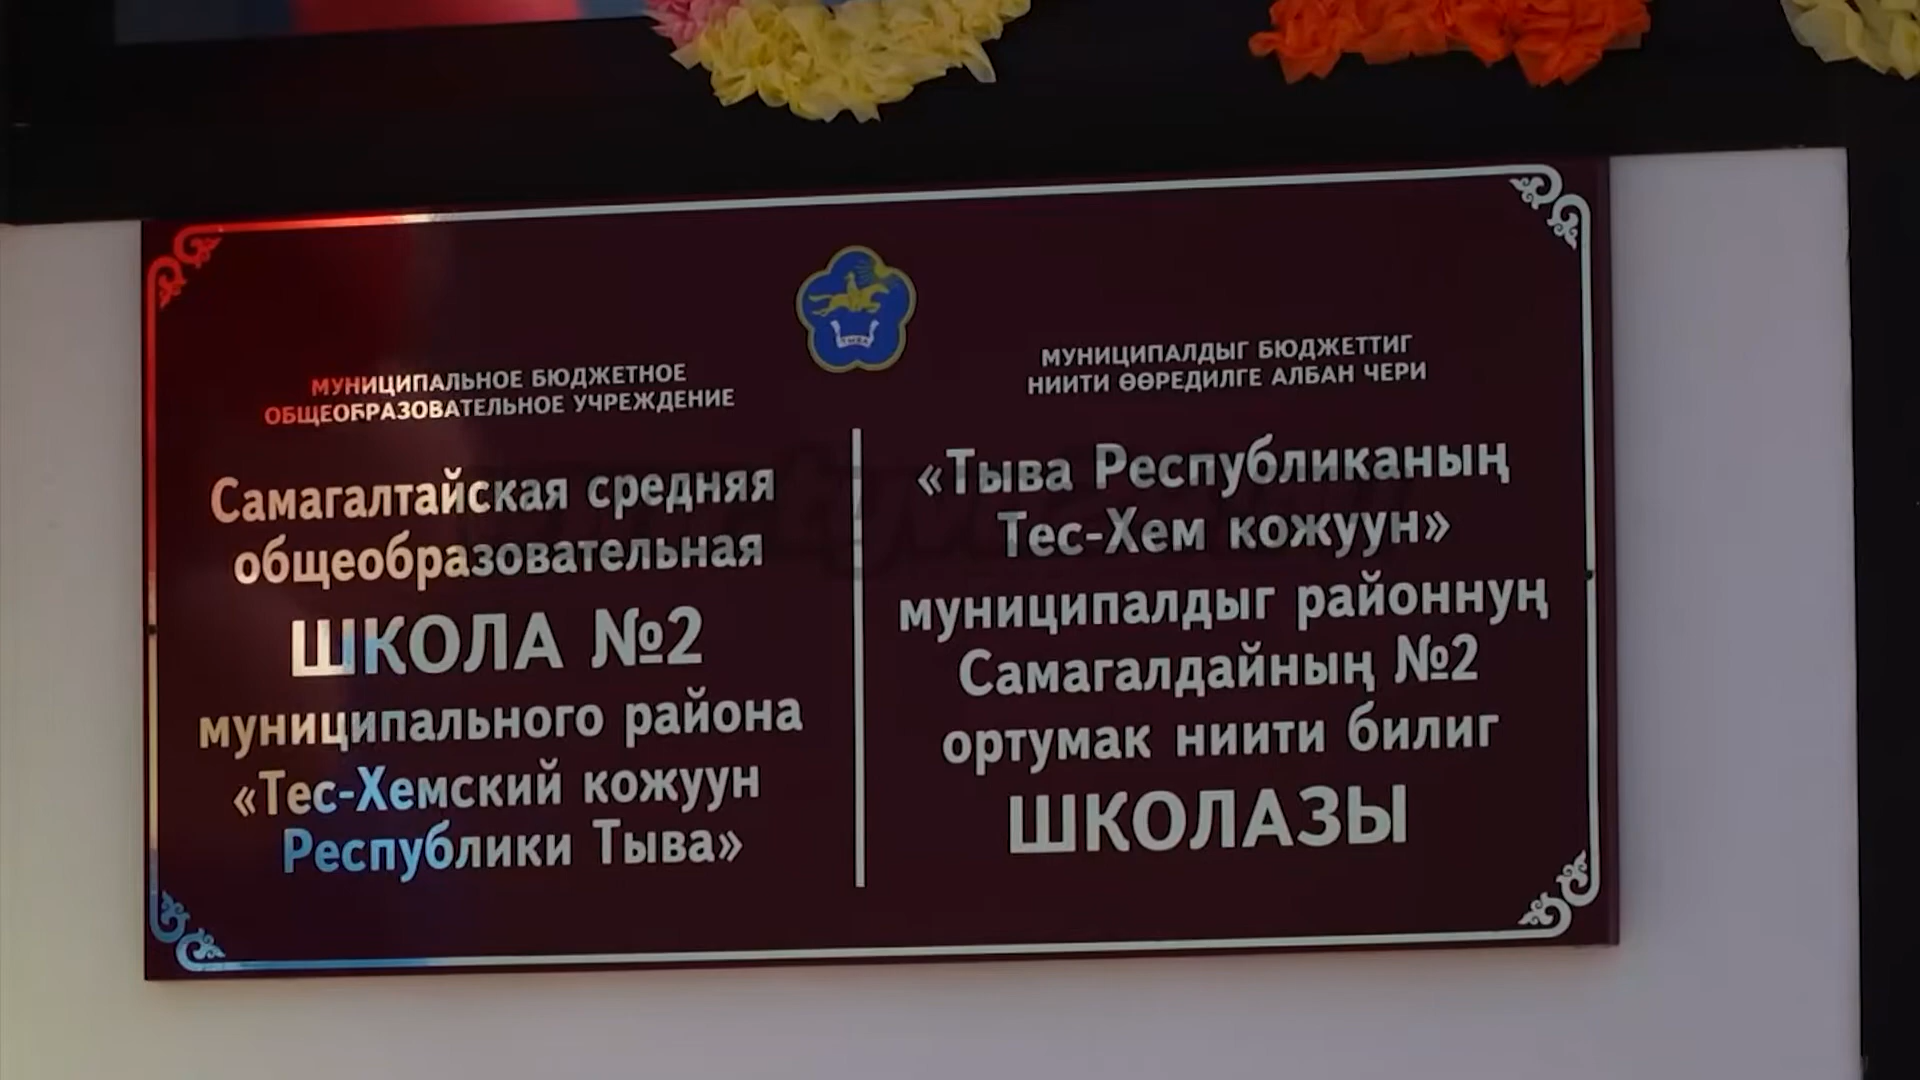 МУНИЦИПАЛЬНОЕ БЮДЖЕТНОЕ
ОБЩЕОБРАЗОВАТЕЛЬНОЕ УЧРЕЖДЕНИЕ
Самагалтайская средняя
общеобразовательная
ШКОЛА №2
муниципального района
«Тес-Хемский кожуун
Республики Тыва»
ТЫВА
МУНИЦИПАЛДЫГ БЮДЖЕТТИГ
НИИТИ ӨӨРЕДИЛГЕ АЛБАН ЧЕРИ
«Тыва Республиканың
Тес-Хем кожуун»
муниципалдыг районнуң
Самагалдайның №2
ортумак ниити билиг
ШКОЛАЗЫ